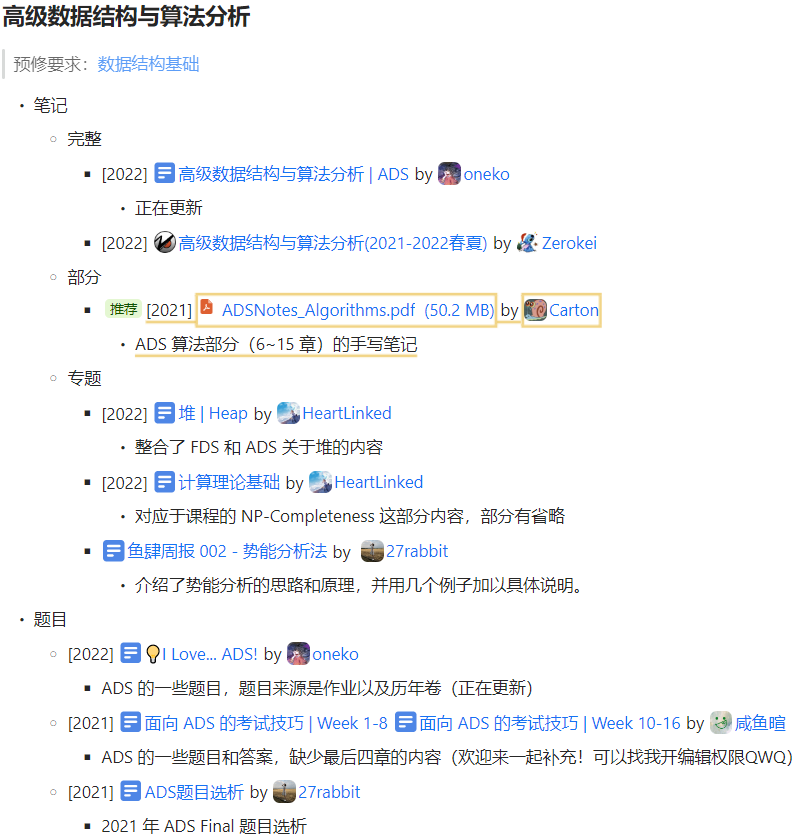 高级数据结构与算法分析
预修要求：数据结构基础
• 笔记
○ 完整
▪ [2022] 高级数据结构与算法分析 | ADS by oneko
• 正在更新
▪ [2022] 高级数据结构与算法分析(2021-2022春夏) by Zerokei
○ 部分
▪ 推荐 [2021] ADSNotes_Algorithms.pdf (50.2 MB) by Carton
• ADS 算法部分（6~15 章）的手写笔记
○ 专题
▪ [2022] 堆 | Heap by HeartLinked
• 整合了 FDS 和 ADS 关于堆的内容
▪ [2022] 计算理论基础 by HeartLinked
• 对应于课程的 NP-Completeness 这部分内容，部分有省略
▪ 鱼肆周报 002 - 势能分析法 by 27rabbit
• 介绍了势能分析的思路和原理，并用几个例子加以具体说明。
• 题目
○ [2022] 💡I Love... ADS! by oneko
▪ ADS 的一些题目，题目来源是作业以及历年卷（正在更新）
○ [2021] 面向 ADS 的考试技巧 | Week 1-8 面向 ADS 的考试技巧 | Week 10-16 by 咸鱼暄
▪ ADS 的一些题目和答案，缺少最后四章的内容（欢迎来一起补充！可以找我开编辑权限QWQ）
○ [2021] ADS题目选析 by 27rabbit
▪ 2021 年 ADS Final 题目选析